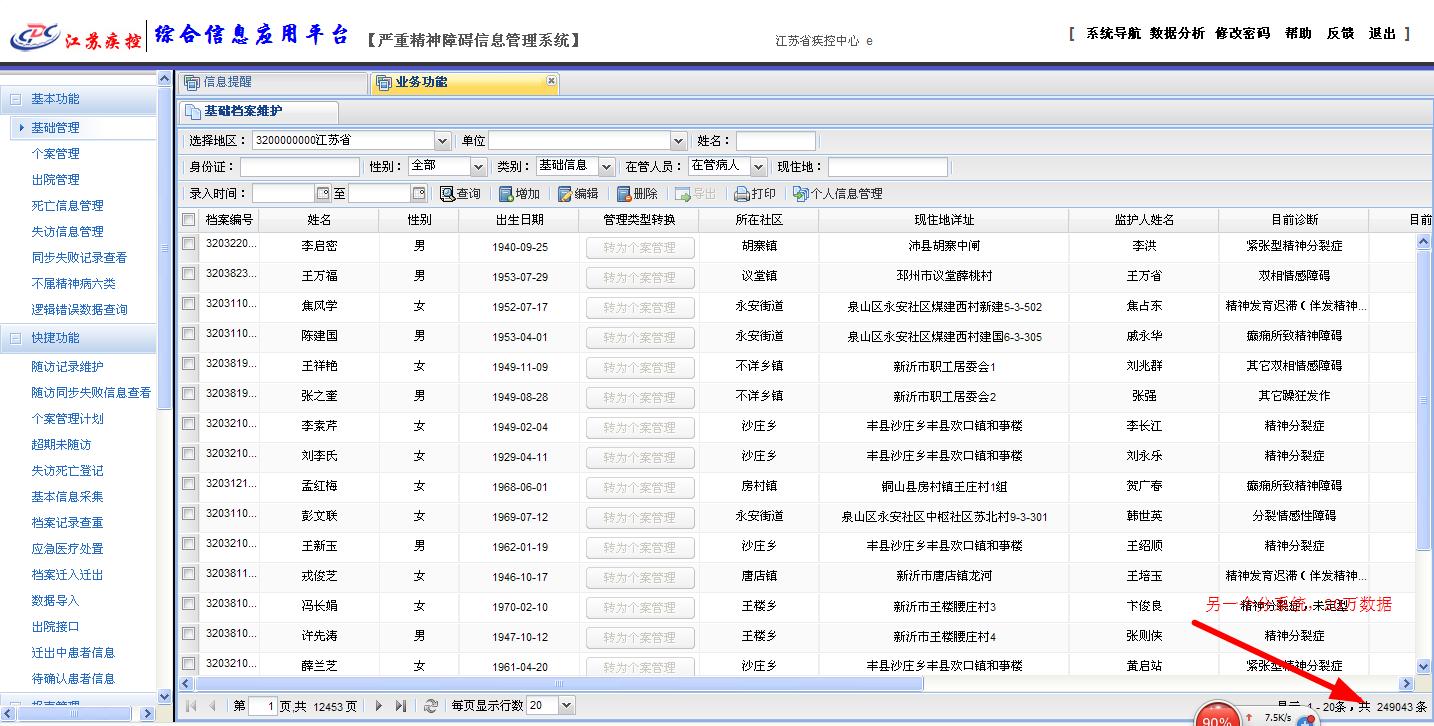 江苏疾控 综合信息应用平台 【严重精神障碍信息管理系统】 江苏省疾控中心 e [ 系统导航 数据分析 修改密码 帮助 反馈 退出 ]
信息提醒 业务功能
基础档案维护
基本功能
基础管理
个案管理
出院管理
死亡信息管理
失访信息管理
同步失败记录查看
不属精神病六类
逻辑错误数据查询
快捷功能
随访记录维护
随访同步失败信息查看
个案管理计划
超期未随访
失访死亡登记
基本信息采集
档案记录查重
应急医疗处置
档案迁入迁出
数据导入
出院接口
迁出中患者信息
待确认患者信息
选择地区： 3200000000江苏省 单位 姓名：
身份证： 性别： 全部 类别： 基础信息 在管人员： 在管病人 现住地：
录入时间： 至 查询 增加 编辑 删除 导出 打印 个人信息管理
档案编号 姓名 性别 出生日期 管理类型转换 所在社区 现住地详址 监护人姓名 目前诊断 目前
3203220... 李启密 男 1940-09-25 转为个案管理 胡寨镇 沛县胡寨中闸 李洪 紧张型精神分裂症
3203823... 王万福 男 1953-07-29 转为个案管理 议堂镇 邳州市议堂薛桃村 王万省 双相情感障碍
3203110... 焦风学 女 1952-07-17 转为个案管理 永安街道 泉山区永安社区煤建西村新建5-3-502 焦占东 精神发育迟滞（伴发精神...
3203110... 陈建国 男 1953-04-01 转为个案管理 永安街道 泉山区永安社区煤建西村建国6-3-305 戚永华 癫痫所致精神障碍
3203819... 王祥艳 女 1949-11-09 转为个案管理 不详乡镇 新沂市职工居委会1 刘兆群 其它双相情感障碍
3203819... 张之荃 女 1949-08-28 转为个案管理 不详乡镇 新沂市职工居委会2 张强 其它躁狂发作
3203210... 李素芹 女 1949-02-04 转为个案管理 沙庄乡 丰县沙庄乡丰县欢口镇和事楼 李长江 精神分裂症
3203210... 刘李氏 女 1929-04-11 转为个案管理 沙庄乡 丰县沙庄乡丰县欢口镇和事楼 刘永乐 精神分裂症
3203121... 孟红梅 女 1968-06-01 转为个案管理 房村镇 铜山县房村镇王庄村1组 贺广春 癫痫所致精神障碍
3203110... 彭文联 女 1969-07-12 转为个案管理 永安街道 泉山区永安社区中枢社区苏北村9-3-301 韩世英 分裂情感性障碍
3203210... 王新玉 男 1962-01-19 转为个案管理 沙庄乡 丰县沙庄乡丰县欢口镇和事楼 王绍顺 精神分裂症
3203811... 戎俊芝 女 1946-10-17 转为个案管理 唐店镇 新沂市唐店镇龙河 王培玉 精神发育迟滞（伴发精神...
3203810... 冯长娟 女 1970-02-10 转为个案管理 王楼乡 新沂市王楼腰庄村3 卞俊良 精神分裂症，未定型
3203810... 许先涛 男 1947-10-12 转为个案管理 王楼乡 新沂市王楼腰庄村4 张则侠 精神分裂症
3203210... 薛兰芝 女 1961-04-20 转为个案管理 沙庄乡 丰县沙庄乡丰县欢口镇和事楼 黄启站 紧张型精神分裂症
第 1 页,共 12453 页 每页显示行数 20 显示 1 - 20条，共 249043 条
90% 7.5K/s